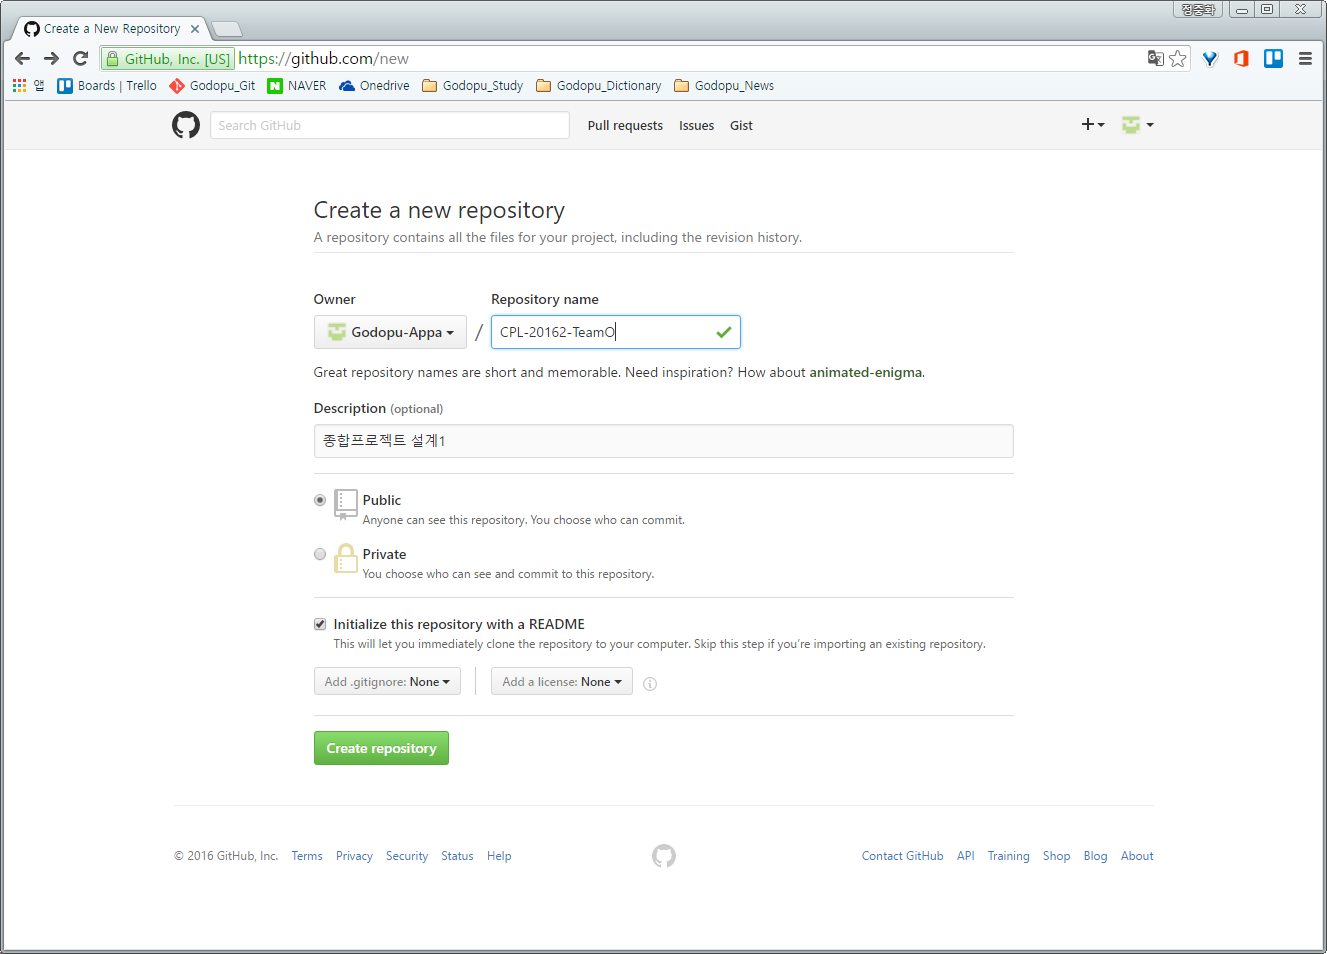 정중화
Create a New Repository
GitHub, Inc. [US] https://github.com/new
앱 Boards | Trello Godopu_Git NAVER Onedrive Godopu_Study Godopu_Dictionary Godopu_News
Search GitHub Pull requests Issues Gist
Create a new repository
A repository contains all the files for your project, including the revision history.
Owner Repository name
Godopu-Appa / CPL-20162-TeamO
Great repository names are short and memorable. Need inspiration? How about animated-enigma.
Description (optional)
종합프로젝트 설계1
Public
Anyone can see this repository. You choose who can commit.
Private
You choose who can see and commit to this repository.
Initialize this repository with a README
This will let you immediately clone the repository to your computer. Skip this step if you're importing an existing repository.
Add .gitignore: None Add a license: None
Create repository
© 2016 GitHub, Inc. Terms Privacy Security Status Help Contact GitHub API Training Shop Blog About